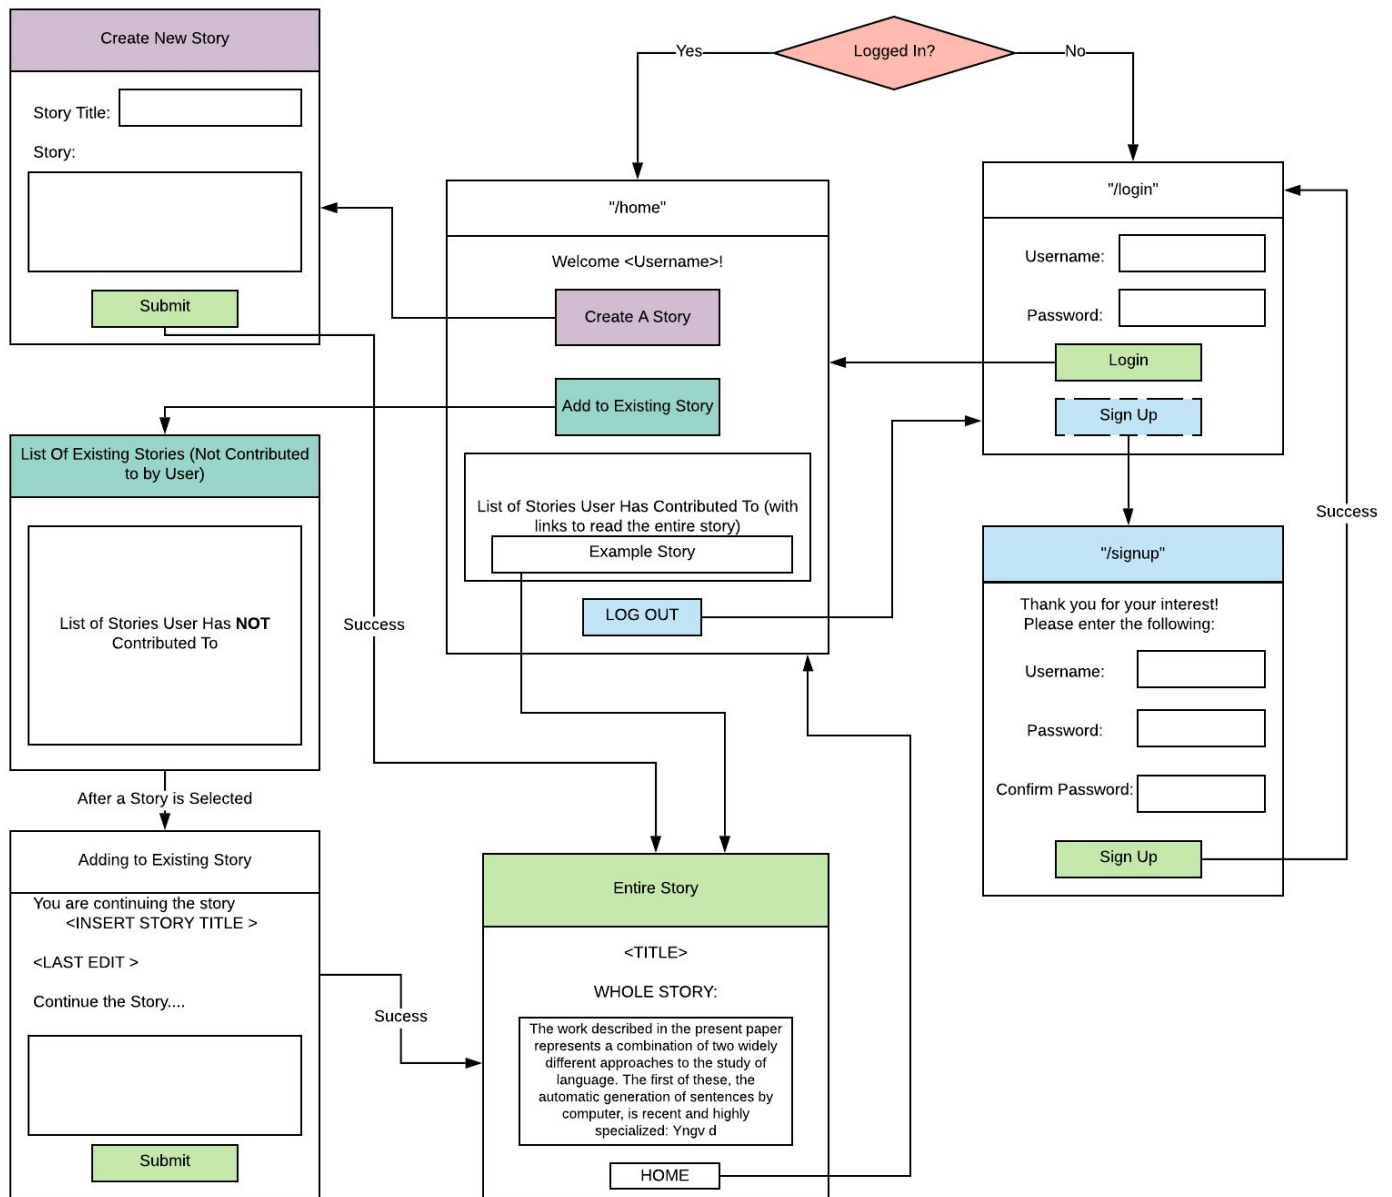 Create New Story
Story Title:
Story:
Submit
Logged In?
Yes
No
"/home"
Welcome <Username>!
Create A Story
Add to Existing Story
List of Stories User Has Contributed To (with
links to read the entire story)
Example Story
LOG OUT
"/login"
Username:
Password:
Login
Sign Up
Success
"/signup"
Thank you for your interest!
Please enter the following:
Username:
Password:
Confirm Password:
Sign Up
List Of Existing Stories (Not Contributed
to by User)
List of Stories User Has NOT
Contributed To
Success
After a Story is Selected
Adding to Existing Story
You are continuing the story
<INSERT STORY TITLE >
<LAST EDIT >
Continue the Story....
Submit
Sucess
Entire Story
<TITLE>
WHOLE STORY:
The work described in the present paper
represents a combination of two widely
different approaches to the study of
language. The first of these, the
automatic generation of sentences by
computer, is recent and highly
specialized: Yngv d
HOME